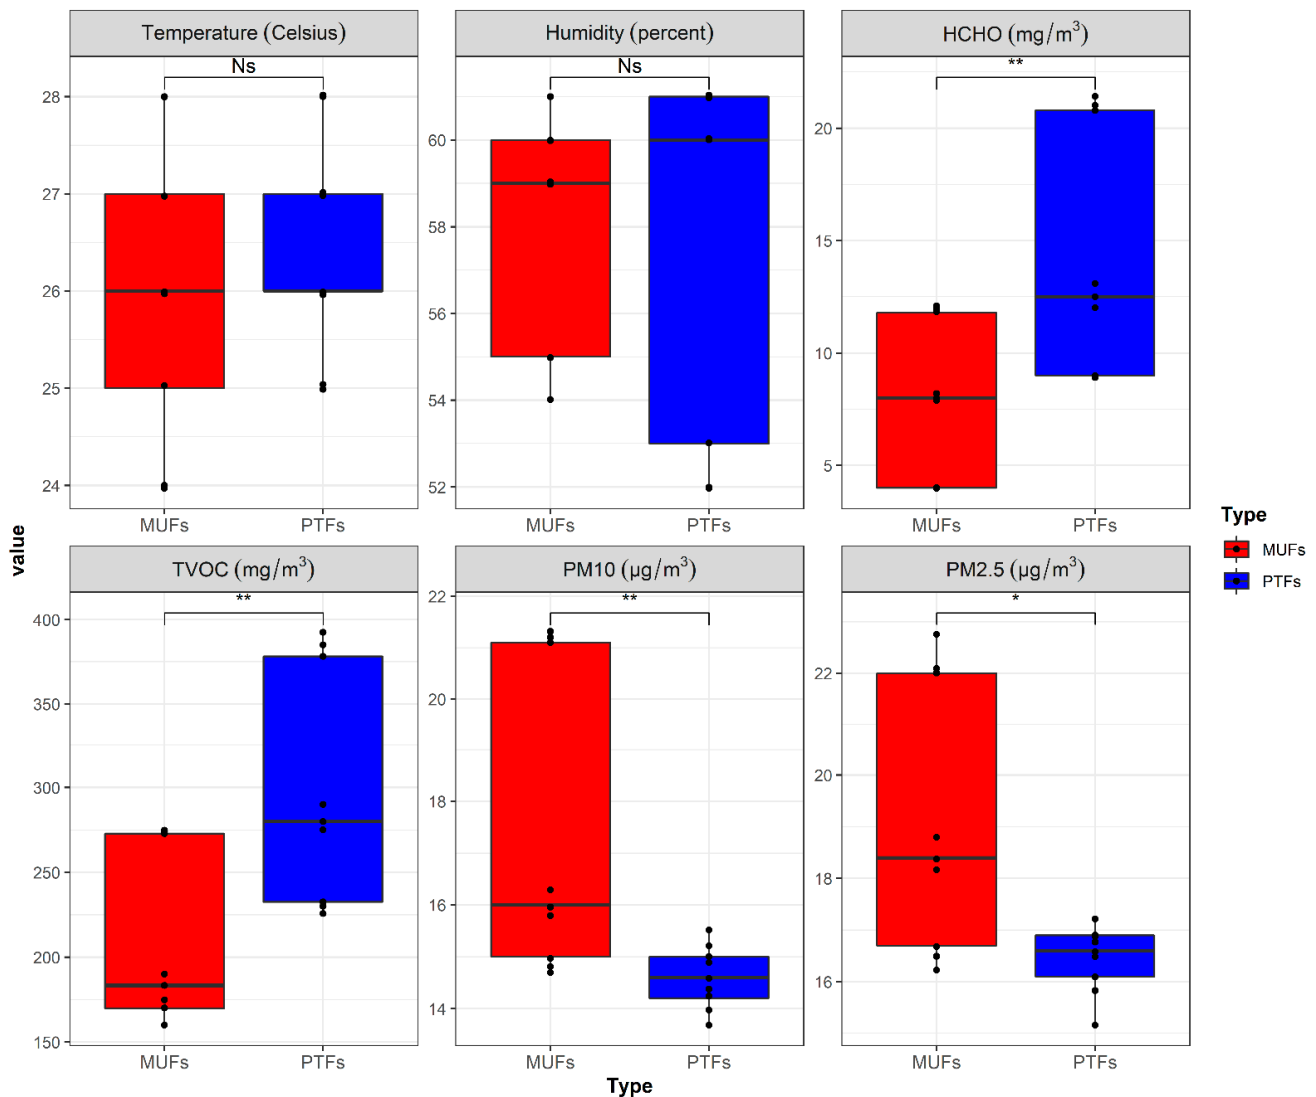 Temperature (Celsius)
Humidity (percent)
HCHO (mg/m³)
Ns
Ns
**
28
27
26
25
24
60
58
56
54
52
20
15
10
5
MUFs
PTFs
MUFs
PTFs
MUFs
PTFs
value
Type
MUFs
PTFs
TVOC (mg/m³)
PM10 (µg/m³)
PM2.5 (µg/m³)
**
**
*
400
350
300
250
200
150
22
20
18
16
14
22
20
18
16
MUFs
PTFs
MUFs
PTFs
MUFs
PTFs
Type